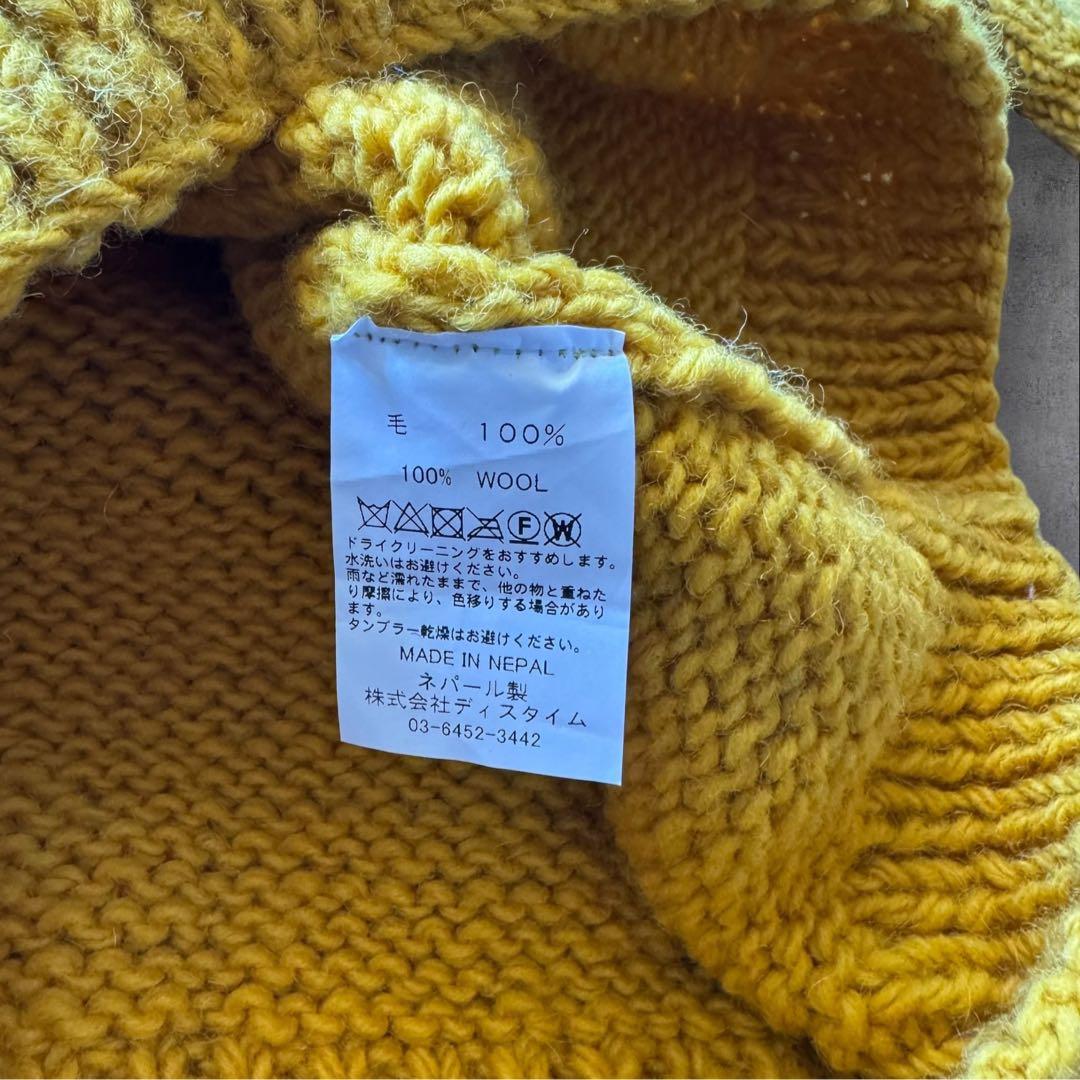 毛 100%
100% WOOL
F W
ドライクリーニングをおすすめします。
水洗いはお避けください。
雨など濡れたままで、他の物と重ねた
り摩擦により、色移りする場合があり
ます。
タンブラー乾燥はお避けください。
MADE IN NEPAL
ネパール製
株式会社ディスタイム
03-6452-3442